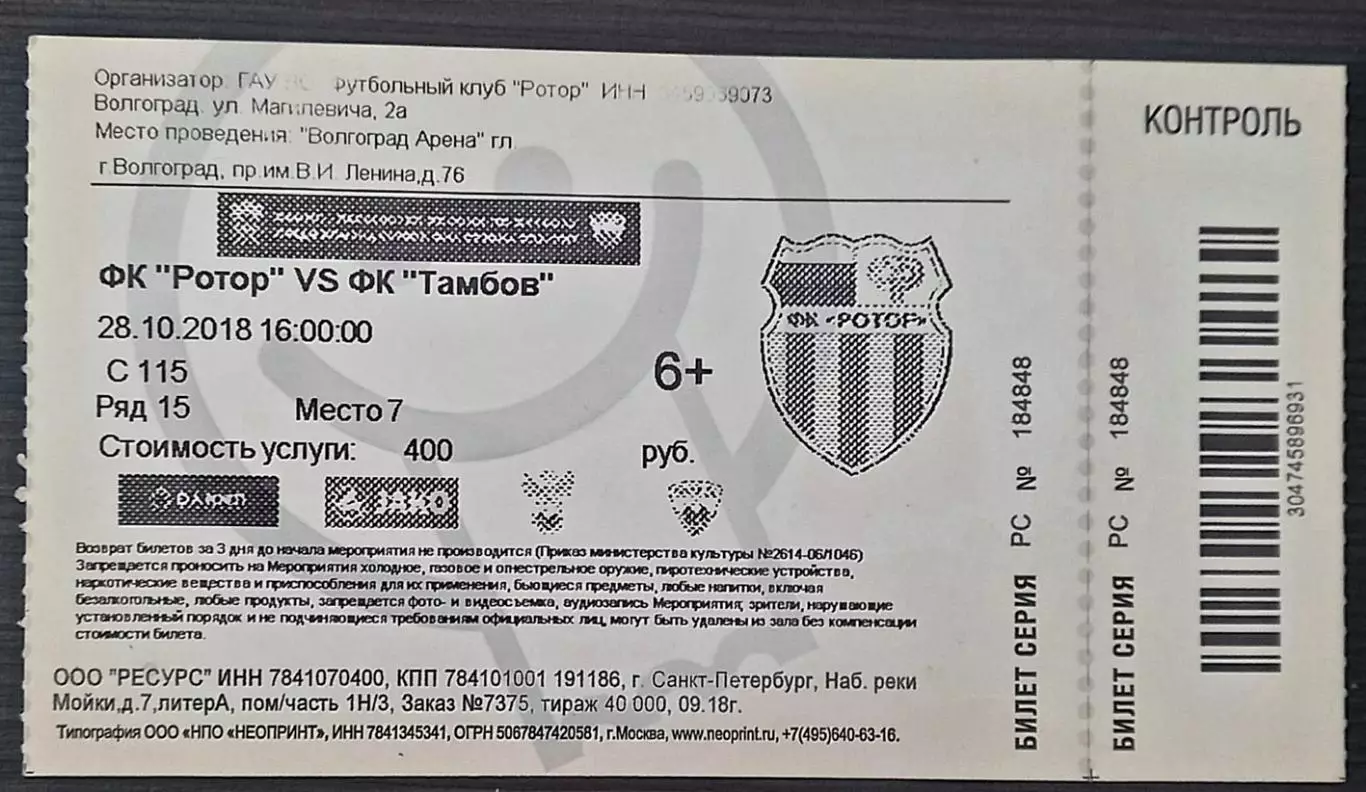 Организатор: ГАУ Футбольный клуб "Ротор" ИНН
Волгоград. ул. Магилевича, 2а
Место проведения: "Волгоград Арена" гл.
г.Волгоград, пр.им.В.И. Ленина,д.76
ФК "Ротор" VS ФК "Тамбов"
28.10.2018 16:00:00
С 115
6+
Ряд 15 Место 7
Стоимость услуги: 400 руб.
ФК «РОТОР»
Возврат билетов за 3 дня до начала мероприятия не производится (Приказ министерства культуры №2614-06/1046)
Запрещается проносить на Мероприятия холодное, газовое и огнестрельное оружие, пиротехнические устройства,
наркотические вещества и приспособления для их применения, бьющиеся предметы, любые напитки, включая
безалкогольные, любые продукты, запрещается фото- и видеосъемка, аудиозапись Мероприятия; зрители, нарушающие
установленный порядок и не подчиняющиеся требованиям официальных лиц, могут быть удалены из зала без компенсации
стоимости билета.
ООО "РЕСУРС" ИНН 7841070400, КПП 784101001 191186, г. Санкт-Петербург, Наб. реки
Мойки,д.7,литерА, пом/часть 1Н/3, Заказ №7375, тираж 40 000, 09.18г.
Типография ООО «НПО «НЕОПРИНТ», ИНН 7841345341, ОГРН 5067847420581, г.Москва, www.neoprint.ru, +7(495)640-63-16.
БИЛЕТ СЕРИЯ РС № 184848
БИЛЕТ СЕРИЯ РС № 184848
КОНТРОЛЬ
304745896931